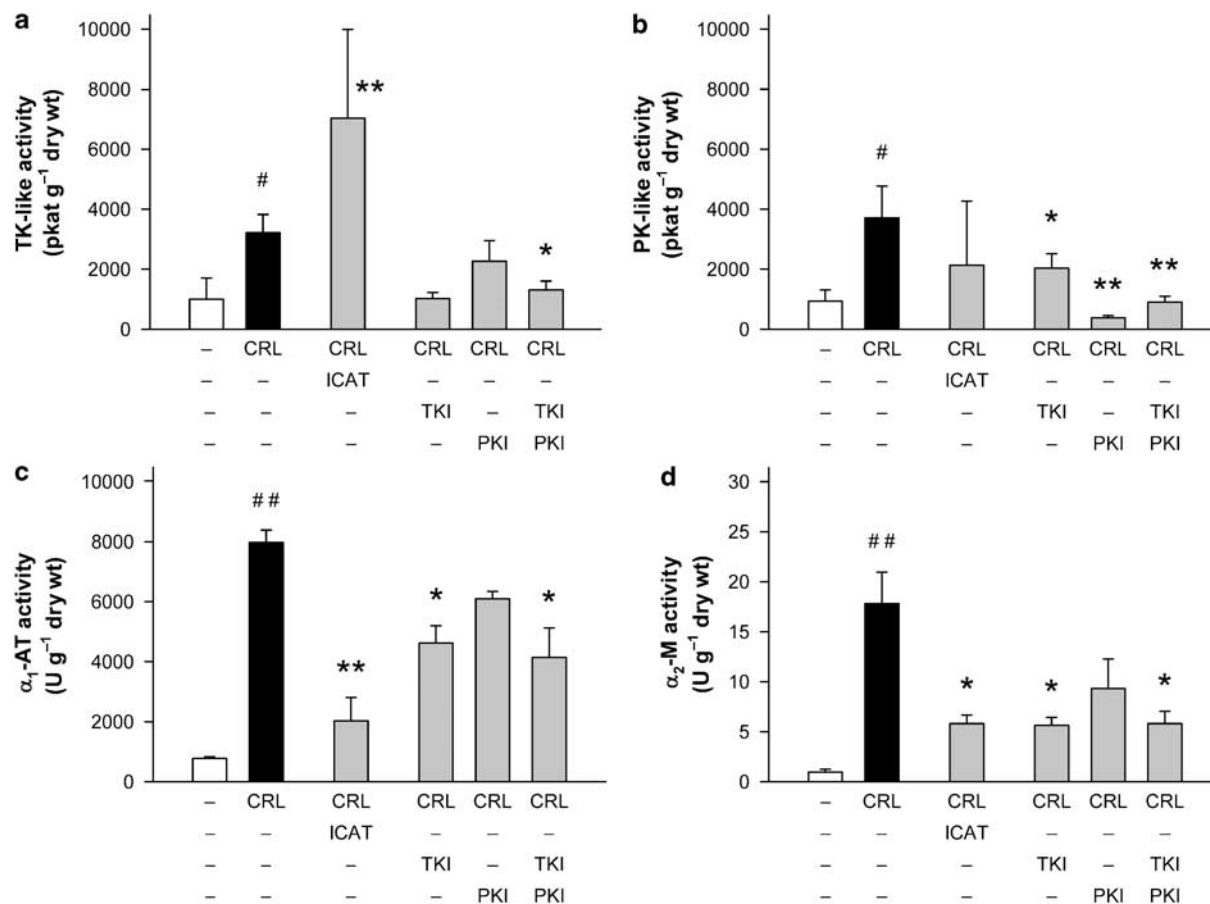 a
TK-like activity
(pkat g⁻¹ dry wt)
10000
8000
6000
4000
2000
0
#
**
*
– CRL CRL CRL CRL CRL
– – ICAT – – –
– – – TKI – TKI
– – – – PKI PKI
b
PK-like activity
(pkat g⁻¹ dry wt)
10000
8000
6000
4000
2000
0
#
*
**
**
– CRL CRL CRL CRL CRL
– – ICAT – – –
– – – TKI – TKI
– – – – PKI PKI
c
α₁-AT activity
(U g⁻¹ dry wt)
10000
8000
6000
4000
2000
0
##
**
*
*
– CRL CRL CRL CRL CRL
– – ICAT – – –
– – – TKI – TKI
– – – – PKI PKI
d
α₂-M activity
(U g⁻¹ dry wt)
30
25
20
15
10
5
0
##
*
*
*
– CRL CRL CRL CRL CRL
– – ICAT – – –
– – – TKI – TKI
– – – – PKI PKI